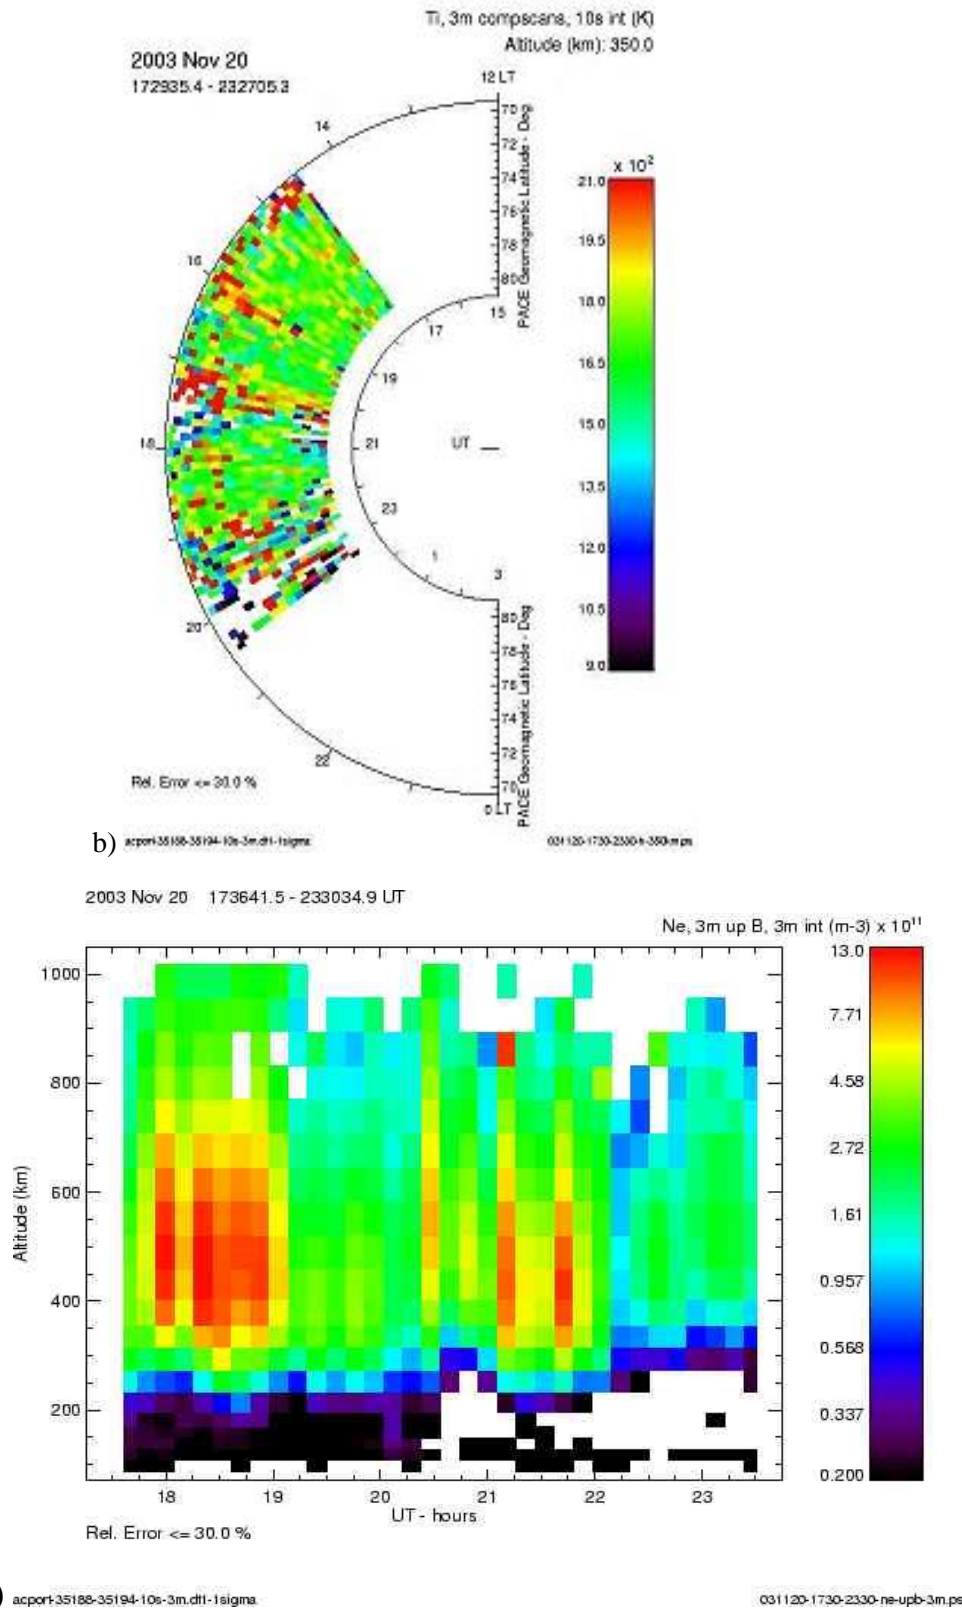 Ti, 3m compscans, 10s int (K)
Altitude (km): 350.0
2003 Nov 20
172935.4 - 232705.3
12 LT
70
72
74
76
78
80
PACE Geomagnetic Latitude - Deg
14
16
18
20
22
15
17
19
21
23
1
3
UT
80
78
76
74
72
70
PACE Geomagnetic Latitude - Deg
0 LT
x 10²
21.0
19.5
18.0
16.5
15.0
13.5
12.0
10.5
9.0
Rel. Error <= 30.0 %
b)
acport-35188-35194-10s-3m.dt1-1sigma
2003 Nov 20 173641.5 - 233034.9 UT
Ne, 3m up B, 3m int (m-3) x 10¹¹
1000
800
600
400
200
Altitude (km)
18 19 20 21 22 23
UT - hours
13.0
7.71
4.58
2.72
1.61
0.957
0.568
0.337
0.200
Rel. Error <= 30.0 %
)
acport-35188-35194-10s-3m.dt1-1sigma
031120-1730-2330-ne-upb-3m.ps